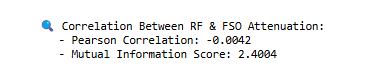 🔍 Correlation Between RF & FSO Attenuation:
- Pearson Correlation: -0.0042
- Mutual Information Score: 2.4004